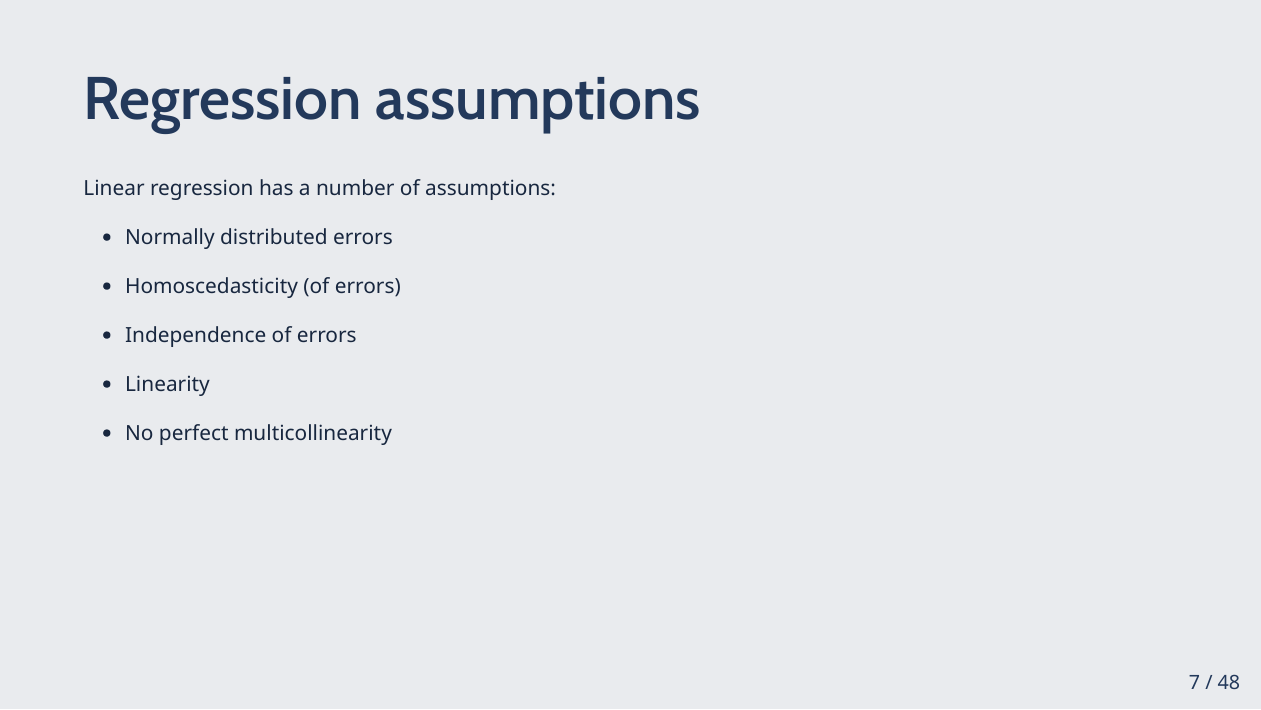 Regression assumptions
Linear regression has a number of assumptions:
• Normally distributed errors
• Homoscedasticity (of errors)
• Independence of errors
• Linearity
• No perfect multicollinearity
7 / 48